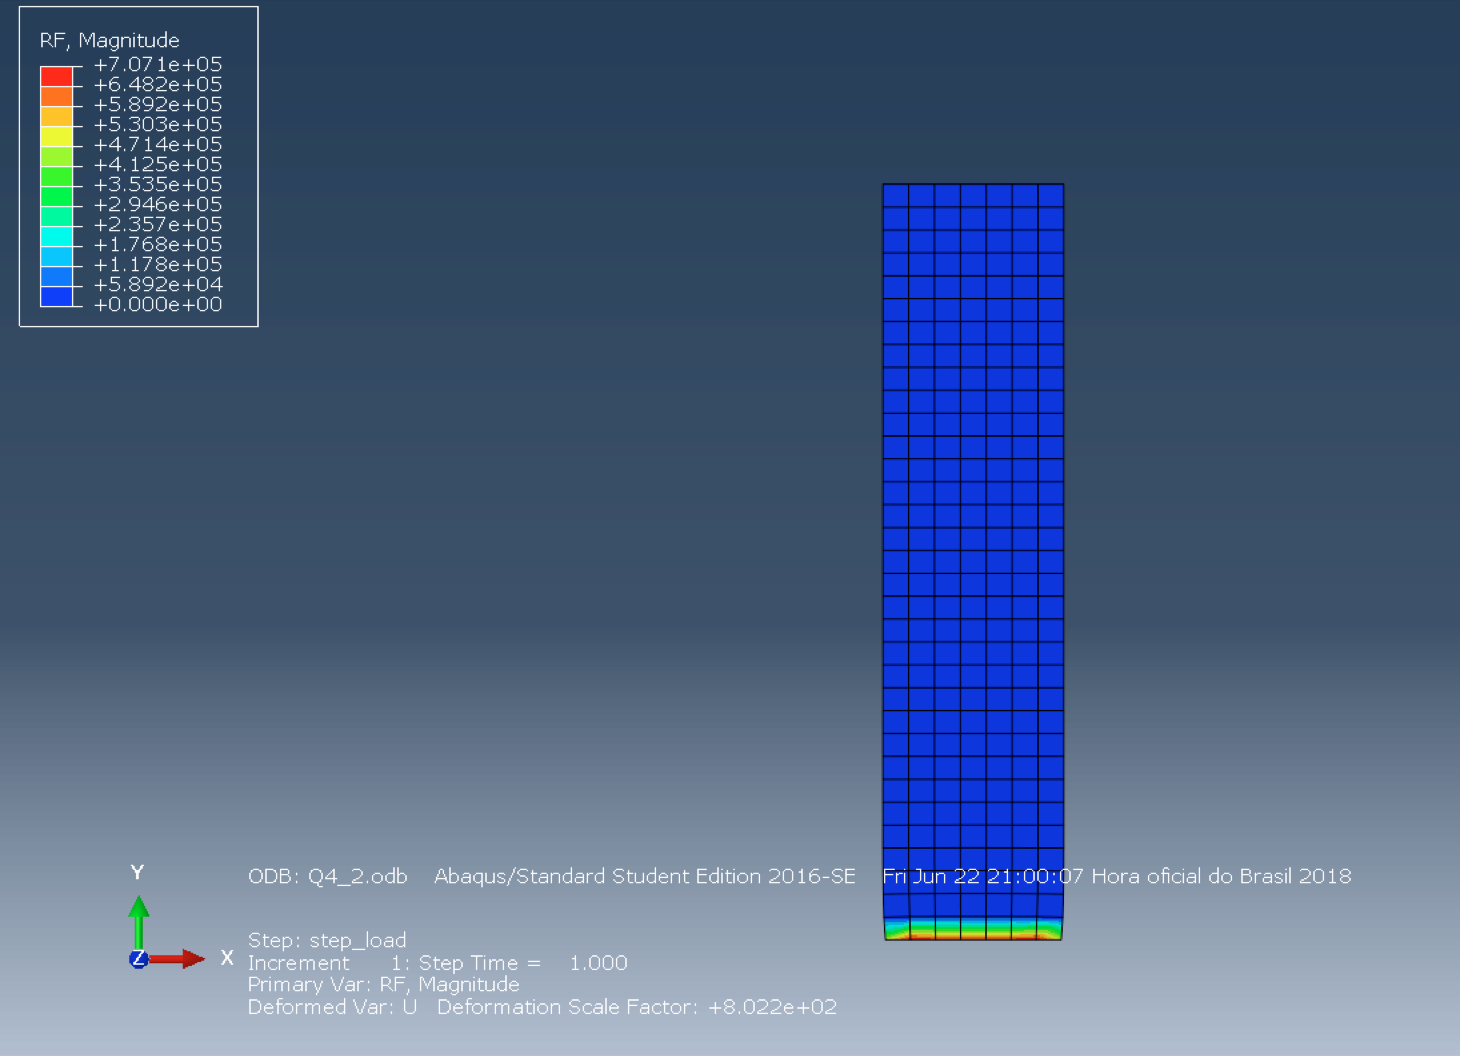 RF, Magnitude
+7.071e+05
+6.482e+05
+5.892e+05
+5.303e+05
+4.714e+05
+4.125e+05
+3.535e+05
+2.946e+05
+2.357e+05
+1.768e+05
+1.178e+05
+5.892e+04
+0.000e+00
Y
Z
X
ODB: Q4_2.odb Abaqus/Standard Student Edition 2016-SE Fri Jun 22 21:00:07 Hora oficial do Brasil 2018
Step: step_load
Increment 1: Step Time = 1.000
Primary Var: RF, Magnitude
Deformed Var: U Deformation Scale Factor: +8.022e+02